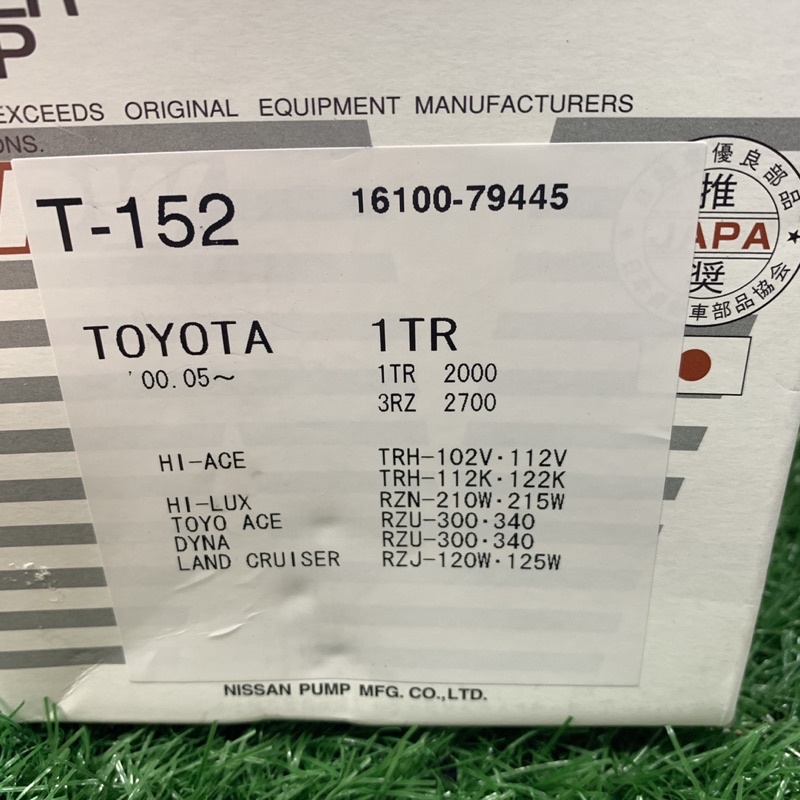 P
EXCEEDS ORIGINAL EQUIPMENT MANUFACTURERS
ONS.
T-152 16100-79445
優良部品
推
JAPA
奨
車部品協会
TOYOTA 1TR
'00.05～ 1TR 2000
3RZ 2700
HI-ACE TRH-102V·112V
TRH-112K·122K
HI-LUX RZN-210W·215W
TOYO ACE RZU-300·340
DYNA RZU-300·340
LAND CRUISER RZJ-120W·125W
NISSAN PUMP MFG. CO.,LTD.